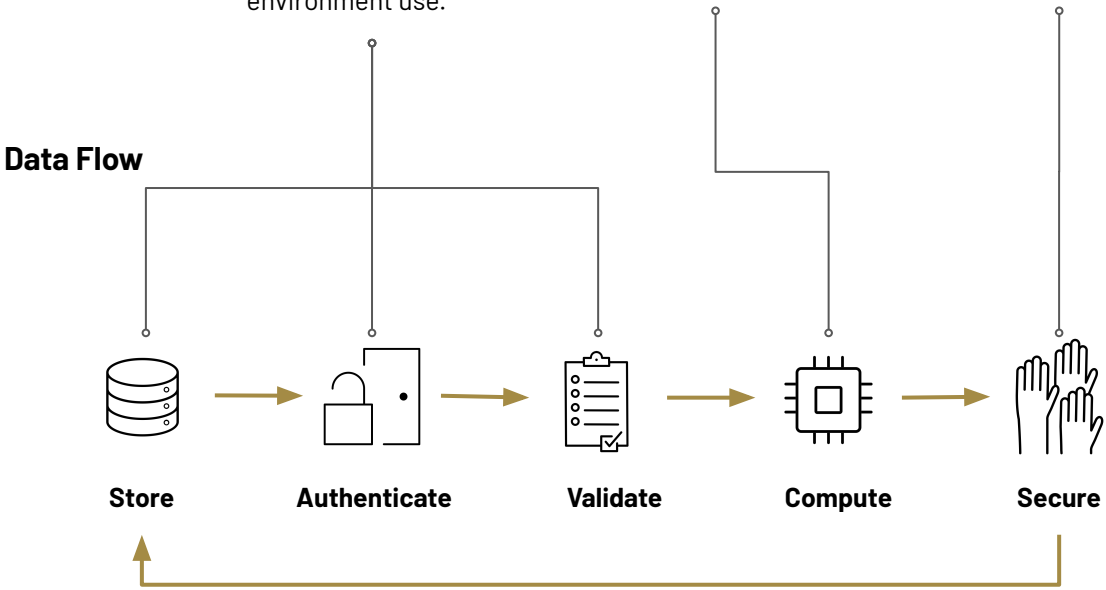 environment use.
Data Flow
Store
Authenticate
Validate
Compute
Secure